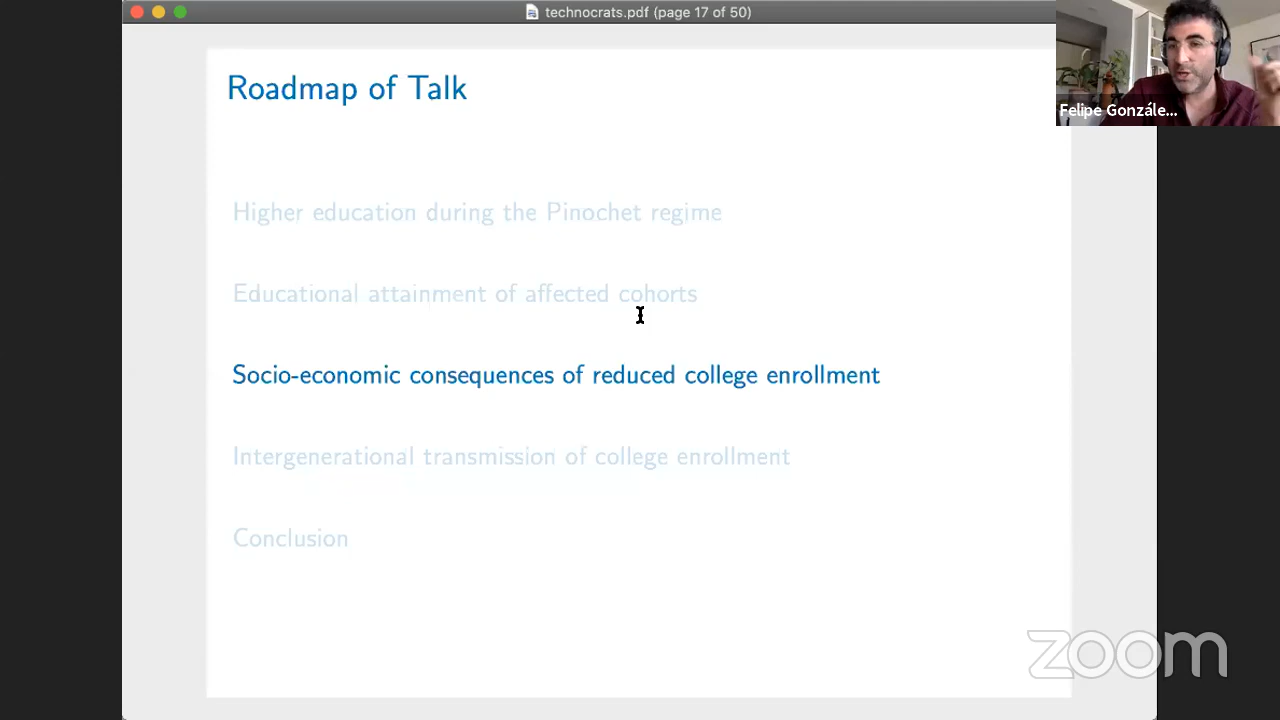 technocrats.pdf (page 17 of 50)
Roadmap of Talk
Felipe Gonzále...
Higher education during the Pinochet regime
Educational attainment of affected cohorts
Socio-economic consequences of reduced college enrollment
Intergenerational transmission of college enrollment
Conclusion
zoom